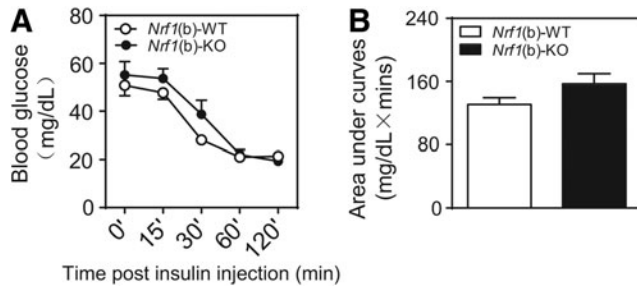 A
Blood glucose
(mg/dL)
80
60
40
20
0
Nrf1(b)-WT
Nrf1(b)-KO
0'
15'
30'
60'
120'
Time post insulin injection (min)
B
Area under curves
(mg/dL×mins)
240
160
80
0
Nrf1(b)-WT
Nrf1(b)-KO